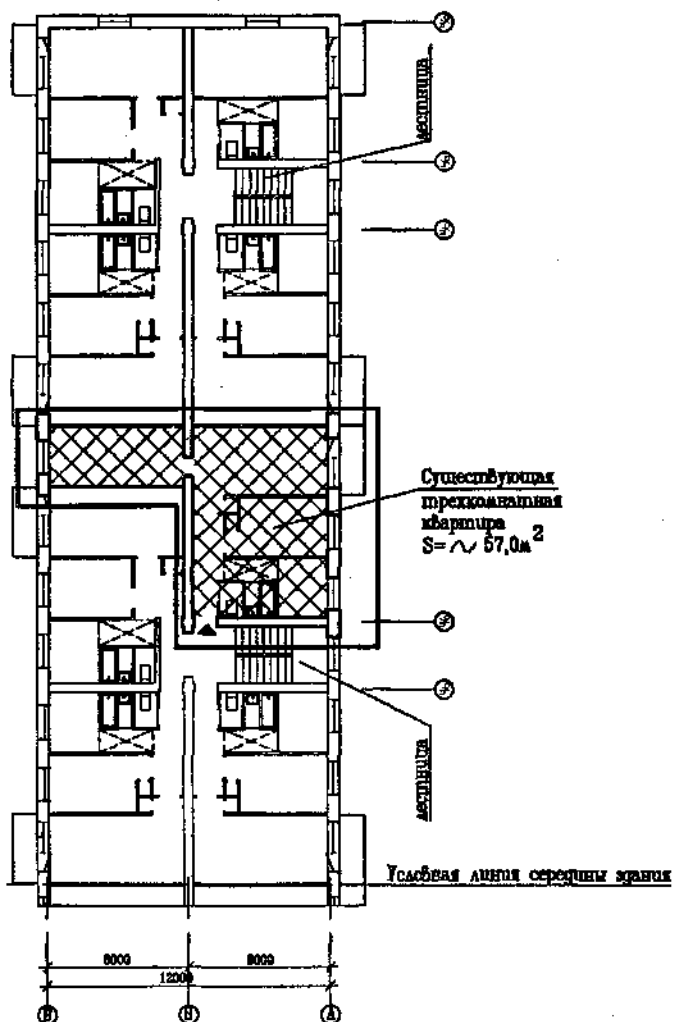 лестница
Существующая
трехкомнатная
квартира
S= ~ 57,0м²
лестница
Условная линия середины здания
6000
6000
12000
А